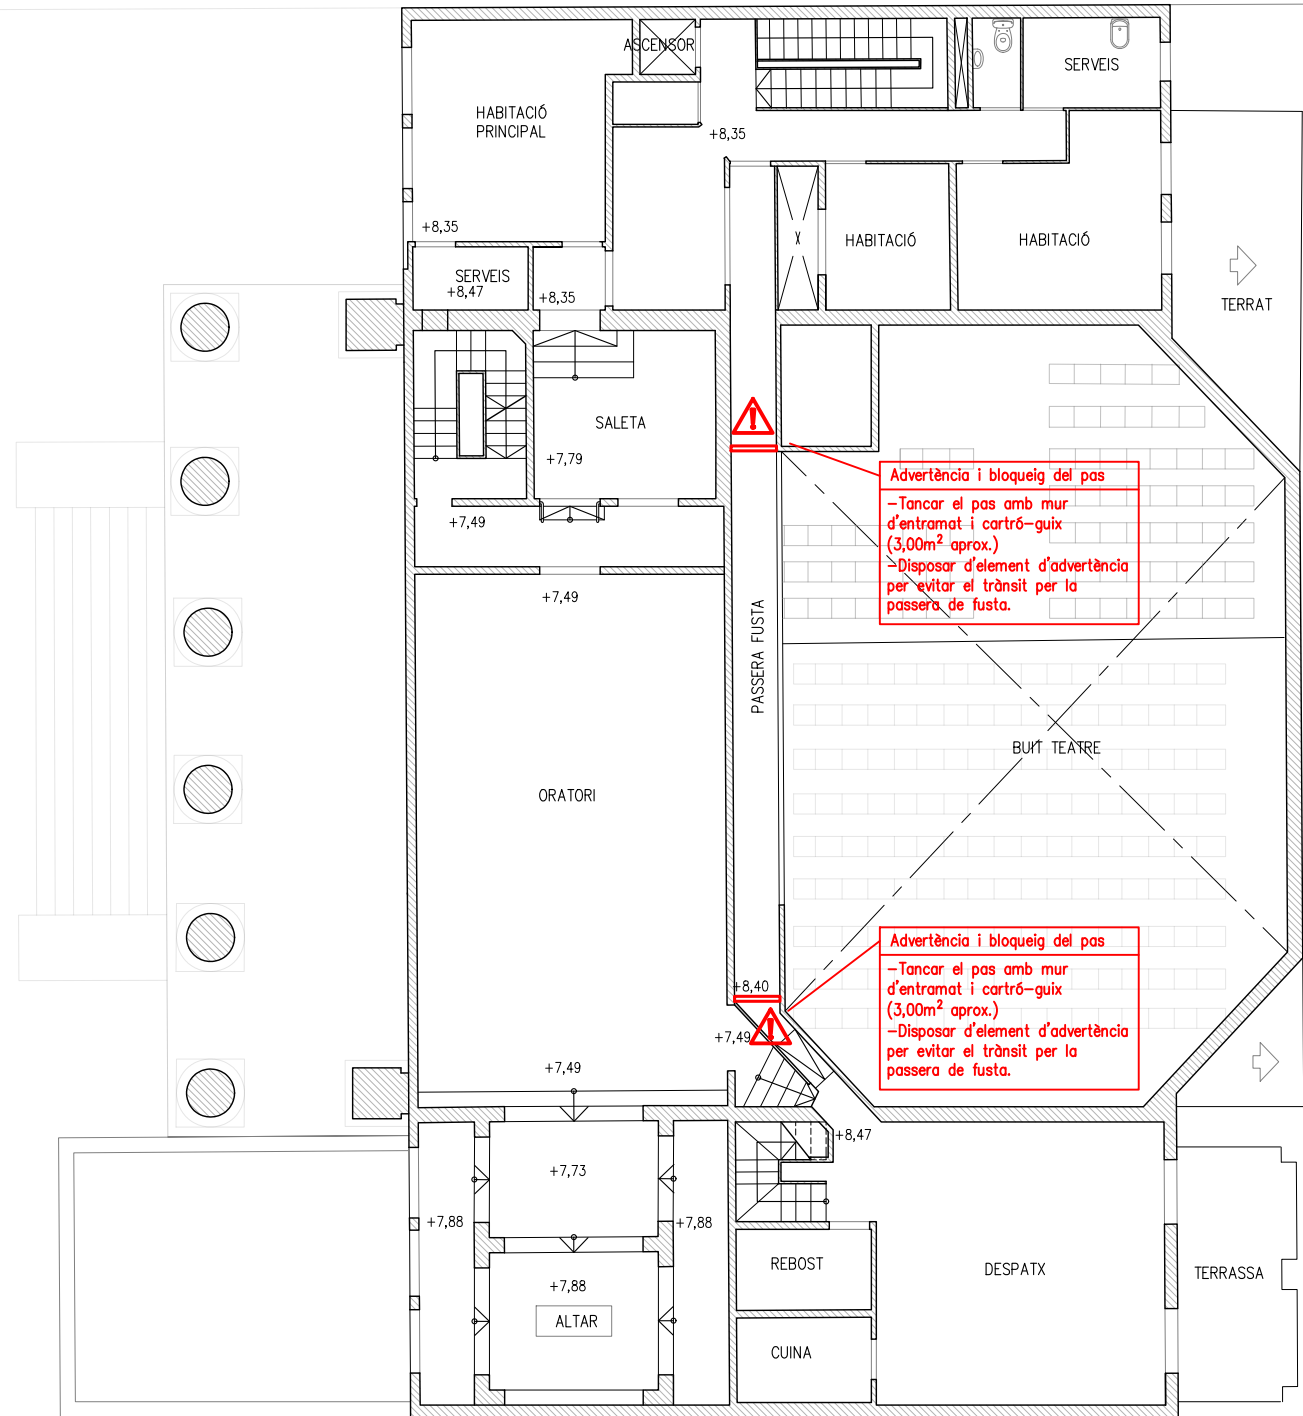 ASCENSOR
SERVEIS
HABITACIÓ
PRINCIPAL
+8,35
+8,35
HABITACIÓ
HABITACIÓ
SERVEIS
+8,47
+8,35
TERRAT
SALETA
+7,79
+7,49
Advertència i bloqueig del pas
-Tancar el pas amb mur
d'entramat i cartró-guix
(3,00m² aprox.)
-Disposar d'element d'advertència
per evitar el trànsit per la
passera de fusta.
+7,49
PASSERA FUSTA
BUIT TEATRE
ORATORI
Advertència i bloqueig del pas
-Tancar el pas amb mur
d'entramat i cartró-guix
(3,00m² aprox.)
-Disposar d'element d'advertència
per evitar el trànsit per la
passera de fusta.
+8,40
+7,49
+7,49
+8,47
+7,73
+7,88
+7,88
REBOST
DESPATX
TERRASSA
+7,88
ALTAR
CUINA